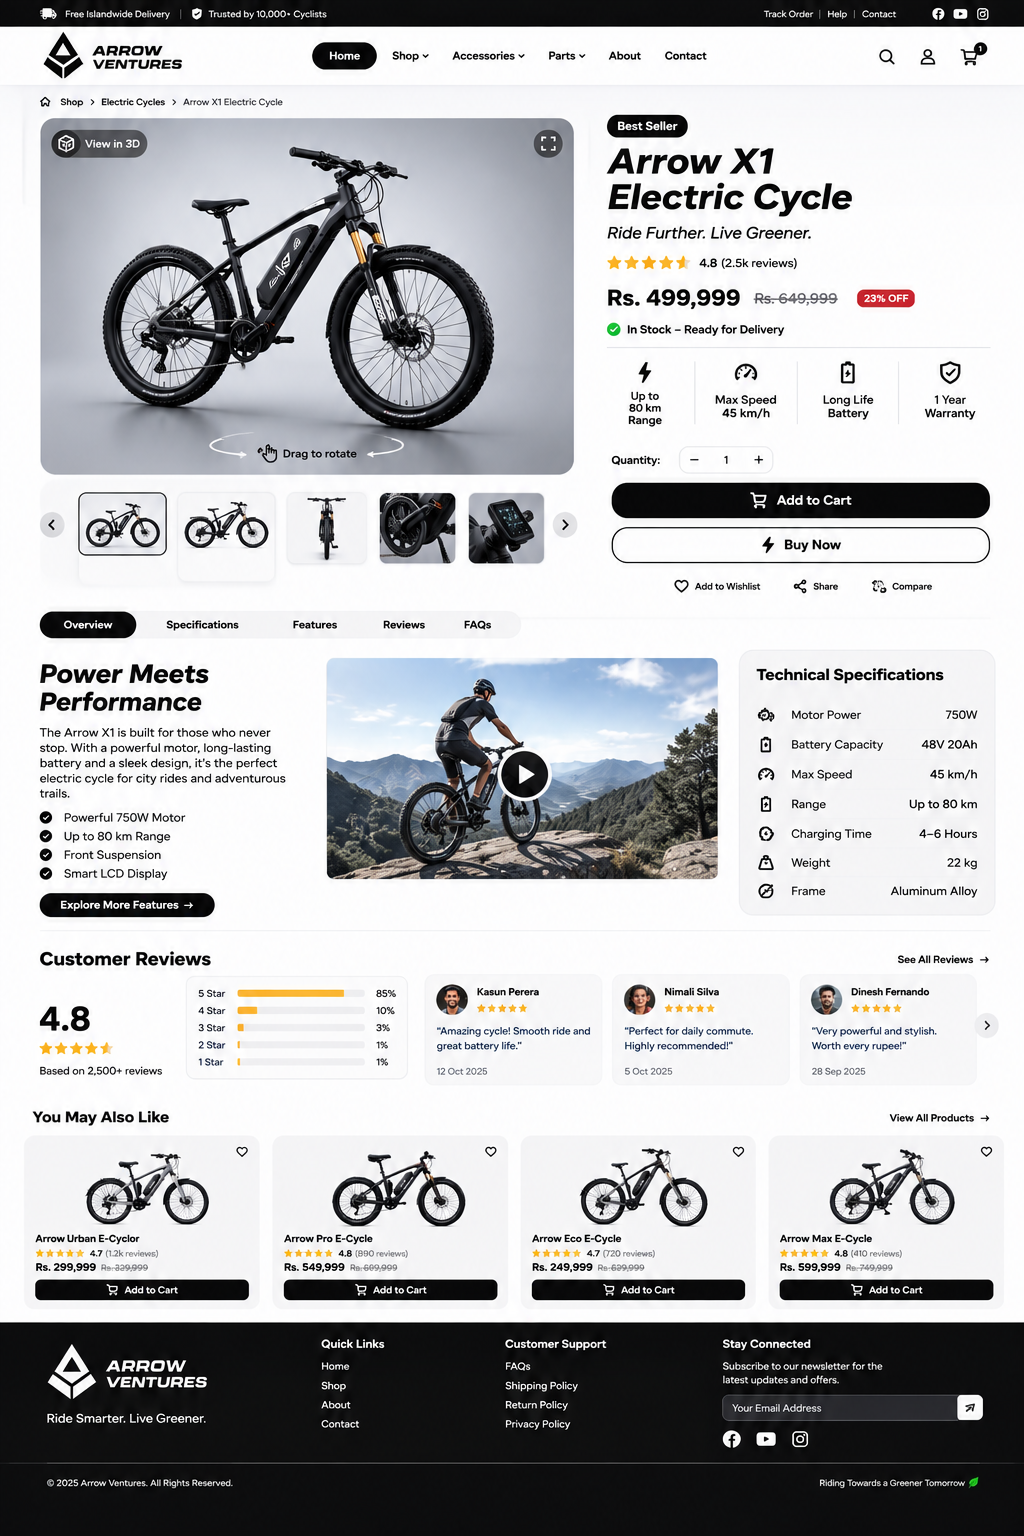 Free Islandwide Delivery | Trusted by 10,000+ Cyclists
Track Order | Help | Contact
ARROW
VENTURES
Home Shop Accessories Parts About Contact
1
Shop > Electric Cycles > Arrow X1 Electric Cycle
View in 3D
Drag to rotate
Best Seller
Arrow X1
Electric Cycle
Ride Further. Live Greener.
4.8 (2.5k reviews)
Rs. 499,999 Rs. 649,999 23% OFF
In Stock – Ready for Delivery
Up to
80 km
Range
Max Speed
45 km/h
Long Life
Battery
1 Year
Warranty
Quantity: − 1 +
Add to Cart
Buy Now
Add to Wishlist Share Compare
Overview Specifications Features Reviews FAQs
Power Meets
Performance
The Arrow X1 is built for those who never
stop. With a powerful motor, long-lasting
battery and a sleek design, it's the perfect
electric cycle for city rides and adventurous
trails.
Powerful 750W Motor
Up to 80 km Range
Front Suspension
Smart LCD Display
Explore More Features →
Technical Specifications
Motor Power 750W
Battery Capacity 48V 20Ah
Max Speed 45 km/h
Range Up to 80 km
Charging Time 4–6 Hours
Weight 22 kg
Frame Aluminum Alloy
Customer Reviews
See All Reviews →
4.8
Based on 2,500+ reviews
5 Star 85%
4 Star 10%
3 Star 3%
2 Star 1%
1 Star 1%
Kasun Perera
"Amazing cycle! Smooth ride and
great battery life."
12 Oct 2025
Nimali Silva
"Perfect for daily commute.
Highly recommended!"
5 Oct 2025
Dinesh Fernando
"Very powerful and stylish.
Worth every rupee!"
28 Sep 2025
You May Also Like
View All Products →
Arrow Urban E-Cyclor
4.7 (1.2k reviews)
Rs. 299,999 Rs. 329,999
Add to Cart
Arrow Pro E-Cycle
4.8 (890 reviews)
Rs. 549,999 Rs. 609,909
Add to Cart
Arrow Eco E-Cycle
4.7 (720 reviews)
Rs. 249,999 Rs. 639,999
Add to Cart
Arrow Max E-Cycle
4.8 (410 reviews)
Rs. 599,999 Rs. 749,999
Add to Cart
ARROW
VENTURES
Ride Smarter. Live Greener.
Quick Links
Home
Shop
About
Contact
Customer Support
FAQs
Shipping Policy
Return Policy
Privacy Policy
Stay Connected
Subscribe to our newsletter for the
latest updates and offers.
Your Email Address
© 2025 Arrow Ventures. All Rights Reserved.
Riding Towards a Greener Tomorrow